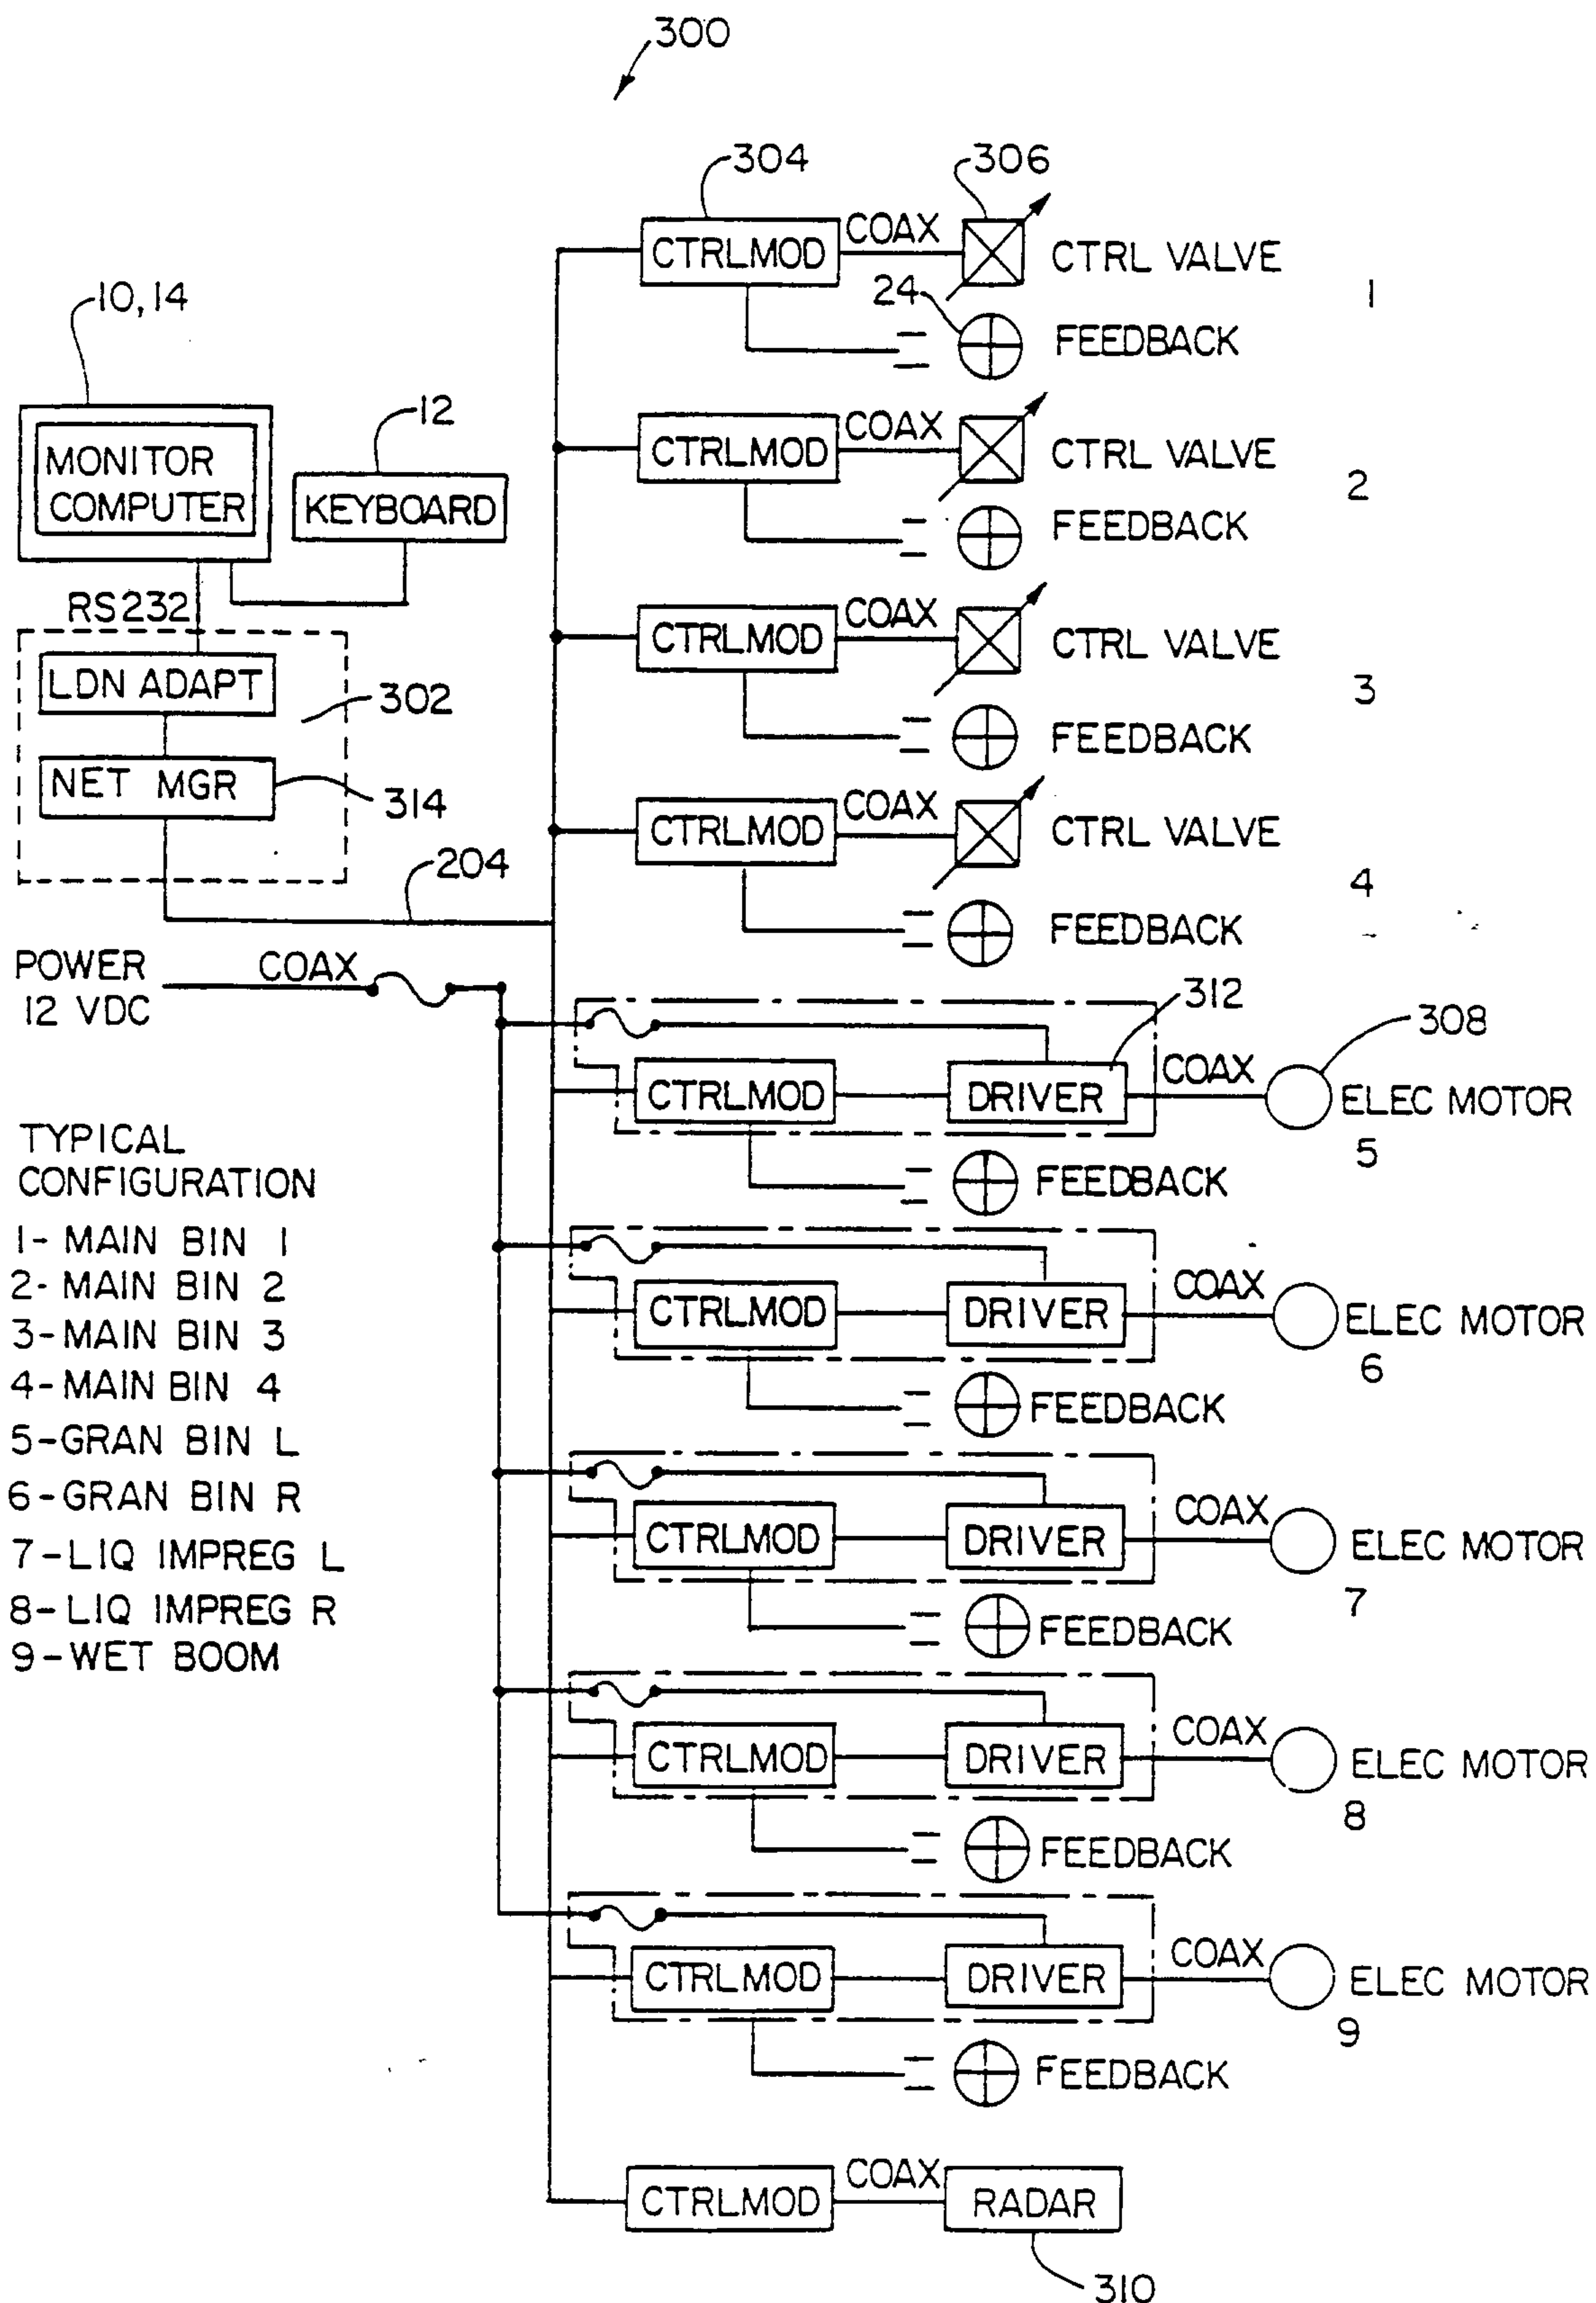 300
304
306
COAX
CTRLMOD
CTRL VALVE
1
24
FEEDBACK
10,14
12
MONITOR
COMPUTER
KEYBOARD
COAX
CTRLMOD
CTRL VALVE
2
FEEDBACK
RS232
LDN ADAPT
302
NET MGR
314
COAX
CTRLMOD
CTRL VALVE
3
FEEDBACK
COAX
CTRLMOD
CTRL VALVE
4
FEEDBACK
204
POWER
12 VDC
COAX
312
308
CTRLMOD
DRIVER
COAX
ELEC MOTOR
5
FEEDBACK
CTRLMOD
DRIVER
COAX
ELEC MOTOR
6
FEEDBACK
CTRLMOD
DRIVER
COAX
ELEC MOTOR
7
FEEDBACK
CTRLMOD
DRIVER
COAX
ELEC MOTOR
8
FEEDBACK
CTRLMOD
DRIVER
COAX
ELEC MOTOR
9
FEEDBACK
CTRLMOD
COAX
RADAR
310
TYPICAL
CONFIGURATION
1- MAIN BIN 1
2- MAIN BIN 2
3-MAIN BIN 3
4-MAIN BIN 4
5-GRAN BIN L
6-GRAN BIN R
7-LIQ IMPREG L
8-LIQ IMPREG R
9-WET BOOM